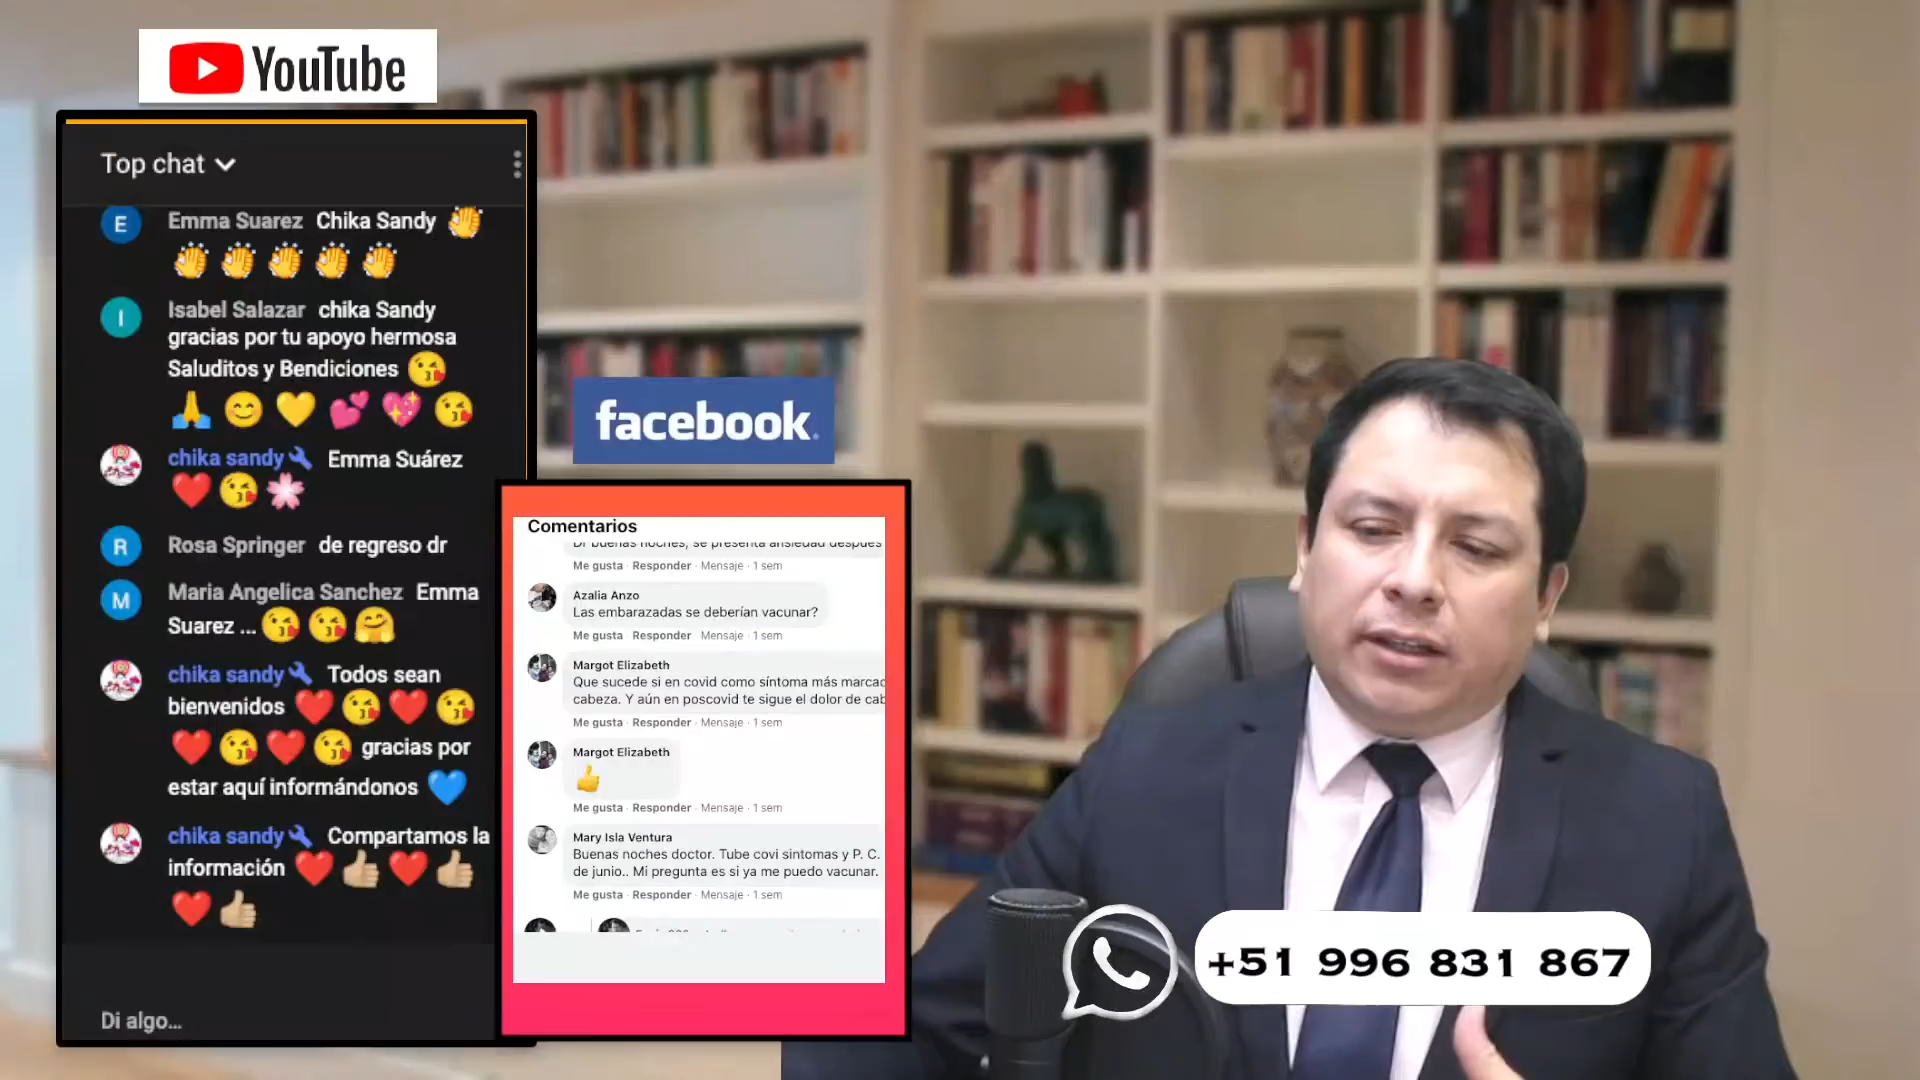 YouTube
Top chat
E
Emma Suarez Chika Sandy 👏
👏👏👏👏👏
I
Isabel Salazar chika Sandy
gracias por tu apoyo hermosa
Saluditos y Bendiciones 😘
🙏😊💛💕💖😘
chika sandy Emma Suárez
❤️😘🌸
R
Rosa Springer de regreso dr
M
Maria Angelica Sanchez Emma
Suarez ...😘😘🤗
chika sandy Todos sean
bienvenidos ❤️😘❤️😘
❤️😘❤️😘 gracias por
estar aquí informándonos 💙
chika sandy Compartamos la
información ❤️👍🏼❤️👍🏼
❤️👍🏼
Di algo...
facebook
Comentarios
Dr buenas noches, se presenta ansiedad despues
Me gusta · Responder · Mensaje · 1 sem
Azalia Anzo
Las embarazadas se deberían vacunar?
Me gusta Responder Mensaje · 1 sem
Margot Elizabeth
Que sucede si en covid como síntoma más marcad
cabeza. Y aún en poscovid te sigue el dolor de cab
Me gusta · Responder · Mensaje · 1 sem
Margot Elizabeth
👍
Me gusta · Responder · Mensaje · 1 sem
Mary Isla Ventura
Buenas noches doctor. Tube covi sintomas y P. C.
de junio.. Mi pregunta es si ya me puedo vacunar.
Me gusta · Responder · Mensaje · 1 sem
+51 996 831 867